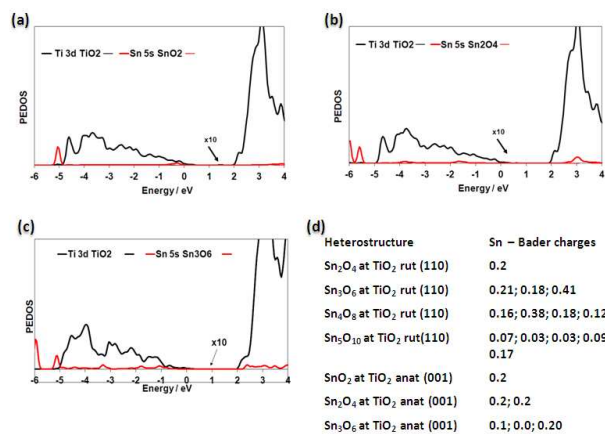 (a)
Ti 3d TiO2 — Sn 5s SnO2 —
PEDOS
x10
-6 -5 -4 -3 -2 -1 0 1 2 3 4
Energy / eV
(b)
Ti 3d TiO2 — Sn 5s Sn2O4 —
PEDOS
x10
-6 -5 -4 -3 -2 -1 0 1 2 3 4
Energy / eV
(c)
Ti 3d TiO2 — Sn 5s Sn3O6 —
PEDOS
x10
-6 -5 -4 -3 -2 -1 0 1 2 3 4
Energy / eV
(d)
Heterostructure Sn – Bader charges
Sn₂O₄ at TiO₂ rut (110) 0.2
Sn₃O₆ at TiO₂ rut (110) 0.21; 0.18; 0.41
Sn₄O₈ at TiO₂ rut (110) 0.16; 0.38; 0.18; 0.12
Sn₅O₁₀ at TiO₂ rut(110) 0.07; 0.03; 0.03; 0.09
0.17
SnO₂ at TiO₂ anat (001) 0.2
Sn₂O₄ at TiO₂ anat (001) 0.2; 0.2
Sn₃O₆ at TiO₂ anat (001) 0.1; 0.0; 0.20